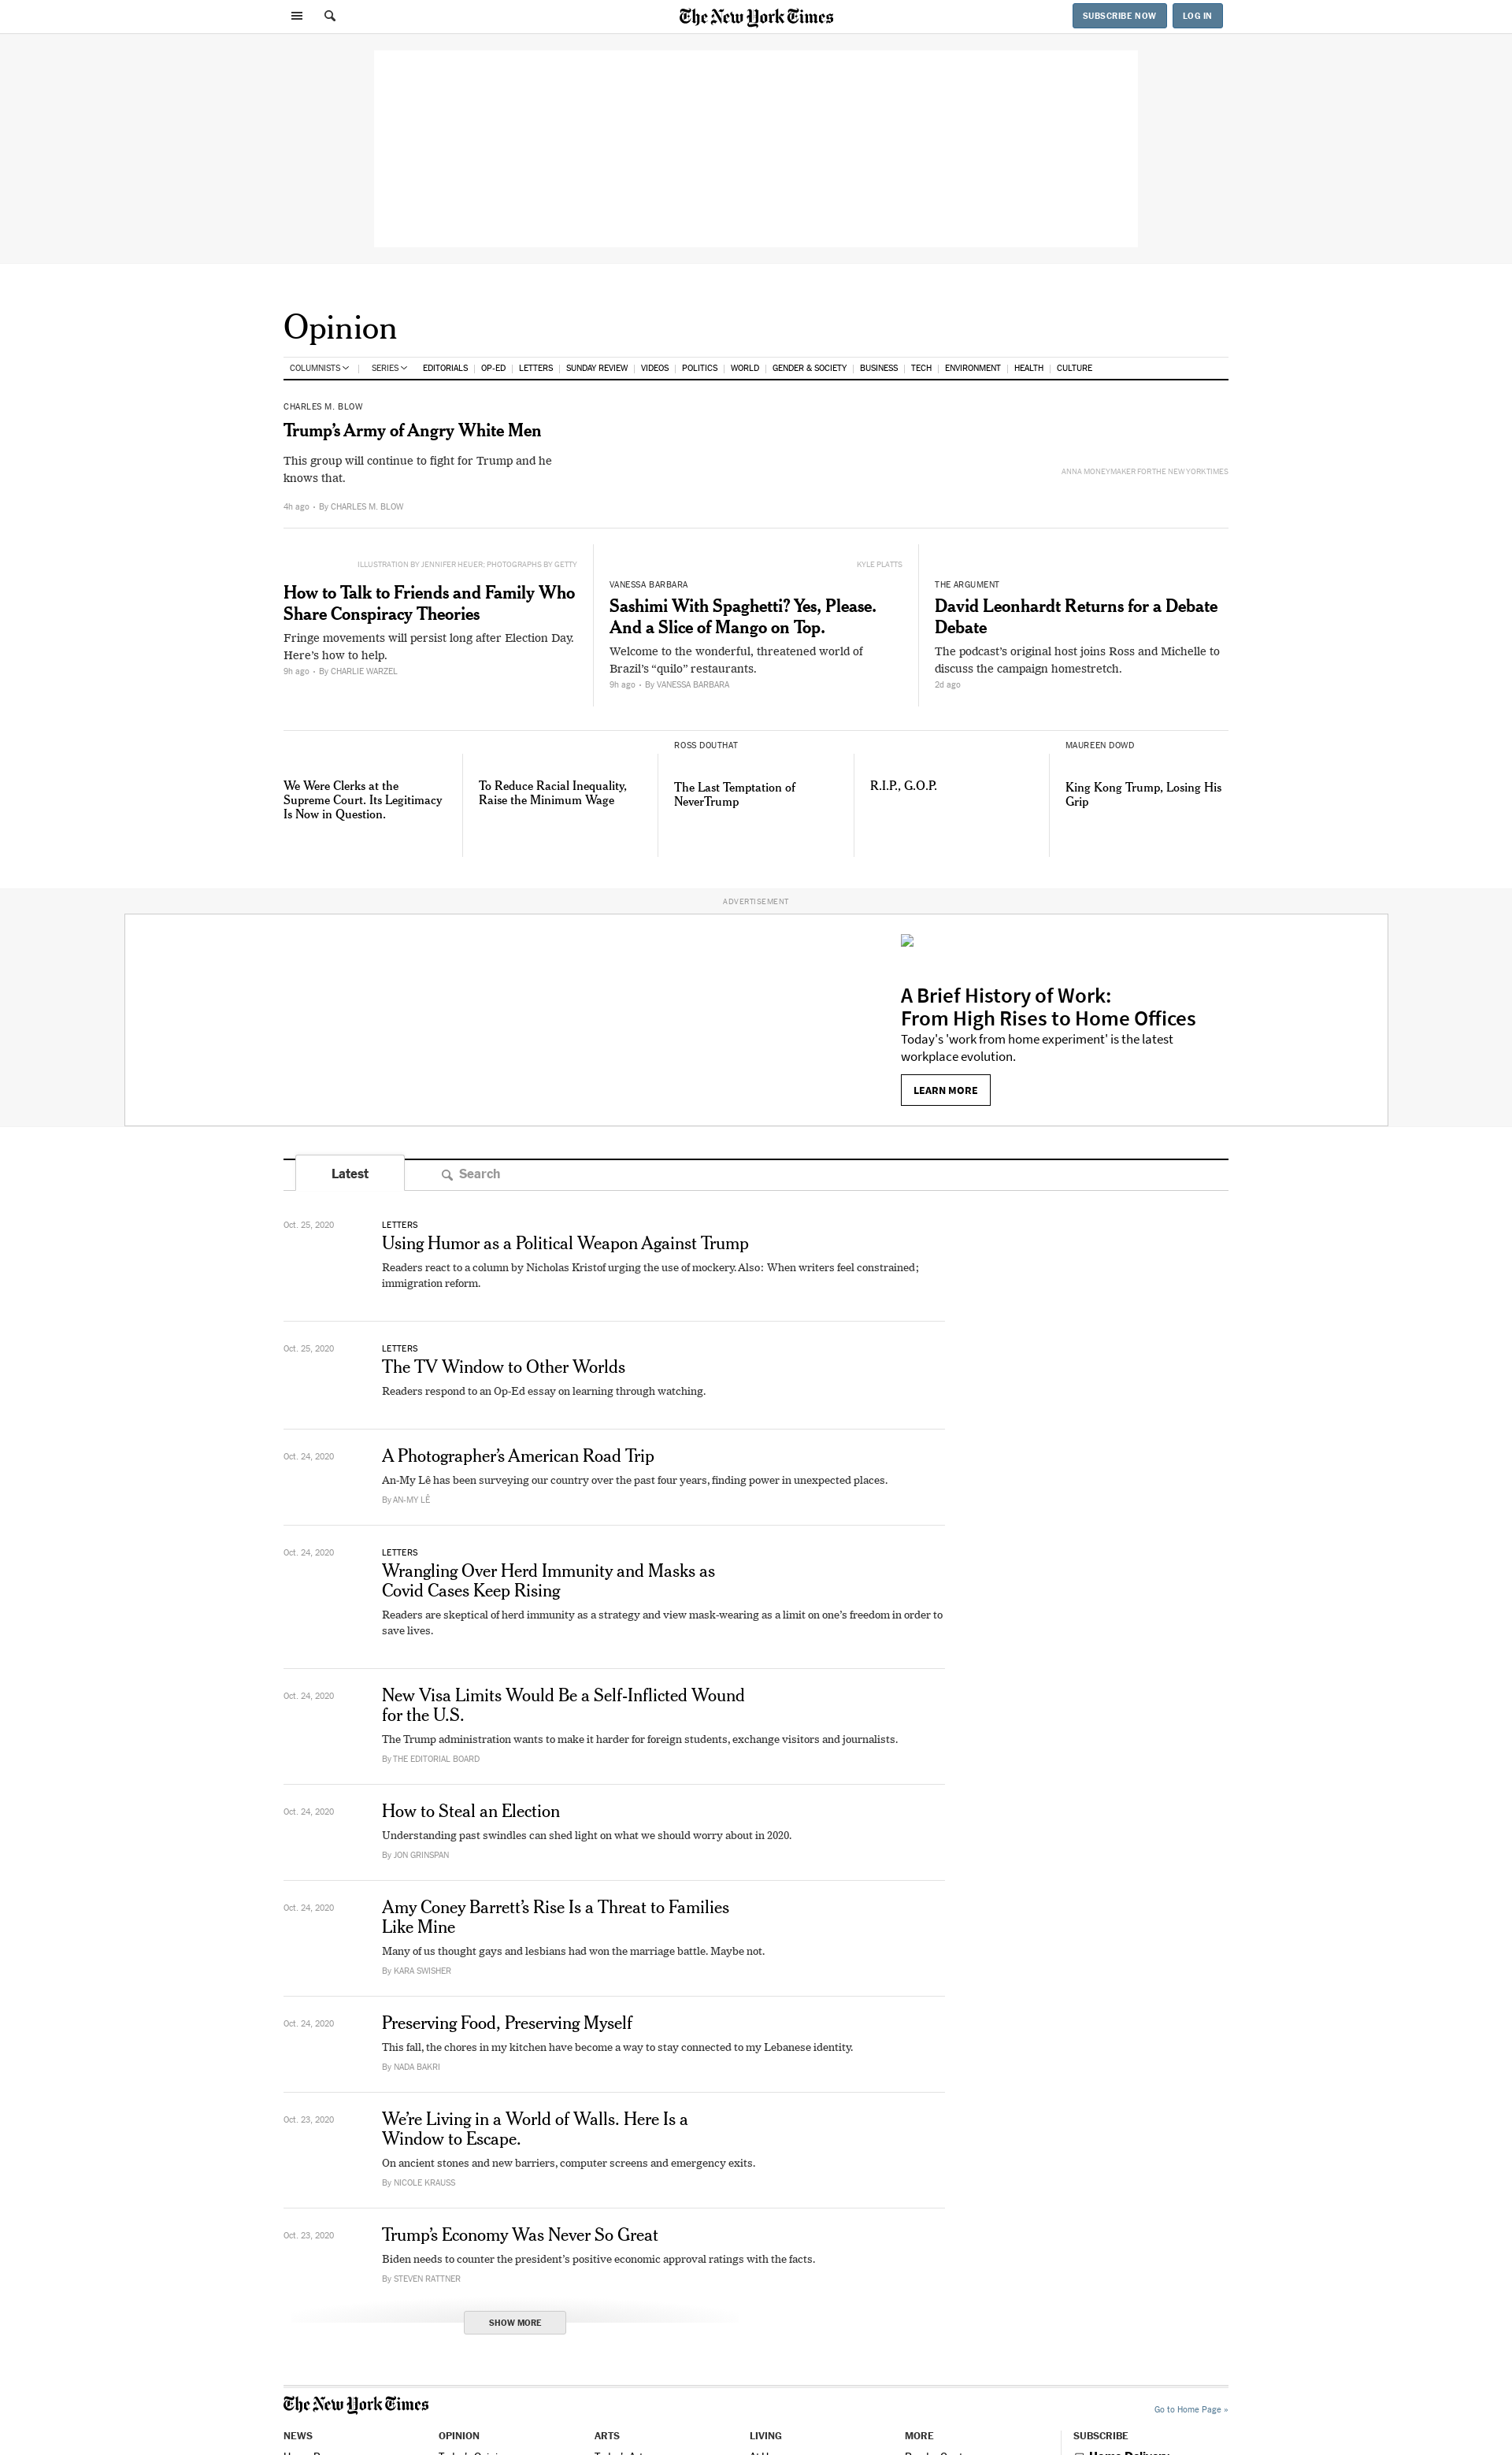 The New York Times
SUBSCRIBE NOW
LOG IN
Opinion
COLUMNISTS
SERIES
EDITORIALS
OP-ED
LETTERS
SUNDAY REVIEW
VIDEOS
POLITICS
WORLD
GENDER & SOCIETY
BUSINESS
TECH
ENVIRONMENT
HEALTH
CULTURE
CHARLES M. BLOW
Trump’s Army of Angry White Men
This group will continue to fight for Trump and he
knows that.
4h ago • By CHARLES M. BLOW
ANNA MONEYMAKER FOR THE NEW YORK TIMES
ILLUSTRATION BY JENNIFER HEUER; PHOTOGRAPHS BY GETTY
How to Talk to Friends and Family Who
Share Conspiracy Theories
Fringe movements will persist long after Election Day.
Here’s how to help.
9h ago • By CHARLIE WARZEL
KYLE PLATTS
VANESSA BARBARA
Sashimi With Spaghetti? Yes, Please.
And a Slice of Mango on Top.
Welcome to the wonderful, threatened world of
Brazil’s “quilo” restaurants.
9h ago • By VANESSA BARBARA
THE ARGUMENT
David Leonhardt Returns for a Debate
Debate
The podcast’s original host joins Ross and Michelle to
discuss the campaign homestretch.
2d ago
We Were Clerks at the
Supreme Court. Its Legitimacy
Is Now in Question.
To Reduce Racial Inequality,
Raise the Minimum Wage
ROSS DOUTHAT
The Last Temptation of
NeverTrump
R.I.P., G.O.P.
MAUREEN DOWD
King Kong Trump, Losing His
Grip
ADVERTISEMENT
A Brief History of Work:
From High Rises to Home Offices
Today's 'work from home experiment' is the latest
workplace evolution.
LEARN MORE
Latest
Search
Oct. 25, 2020
LETTERS
Using Humor as a Political Weapon Against Trump
Readers react to a column by Nicholas Kristof urging the use of mockery. Also: When writers feel constrained;
immigration reform.
Oct. 25, 2020
LETTERS
The TV Window to Other Worlds
Readers respond to an Op-Ed essay on learning through watching.
Oct. 24, 2020
A Photographer’s American Road Trip
An-My Lê has been surveying our country over the past four years, finding power in unexpected places.
By AN-MY LÊ
Oct. 24, 2020
LETTERS
Wrangling Over Herd Immunity and Masks as
Covid Cases Keep Rising
Readers are skeptical of herd immunity as a strategy and view mask-wearing as a limit on one’s freedom in order to
save lives.
Oct. 24, 2020
New Visa Limits Would Be a Self-Inflicted Wound
for the U.S.
The Trump administration wants to make it harder for foreign students, exchange visitors and journalists.
By THE EDITORIAL BOARD
Oct. 24, 2020
How to Steal an Election
Understanding past swindles can shed light on what we should worry about in 2020.
By JON GRINSPAN
Oct. 24, 2020
Amy Coney Barrett’s Rise Is a Threat to Families
Like Mine
Many of us thought gays and lesbians had won the marriage battle. Maybe not.
By KARA SWISHER
Oct. 24, 2020
Preserving Food, Preserving Myself
This fall, the chores in my kitchen have become a way to stay connected to my Lebanese identity.
By NADA BAKRI
Oct. 23, 2020
We’re Living in a World of Walls. Here Is a
Window to Escape.
On ancient stones and new barriers, computer screens and emergency exits.
By NICOLE KRAUSS
Oct. 23, 2020
Trump’s Economy Was Never So Great
Biden needs to counter the president’s positive economic approval ratings with the facts.
By STEVEN RATTNER
SHOW MORE
The New York Times
Go to Home Page »
NEWS
OPINION
ARTS
LIVING
MORE
SUBSCRIBE